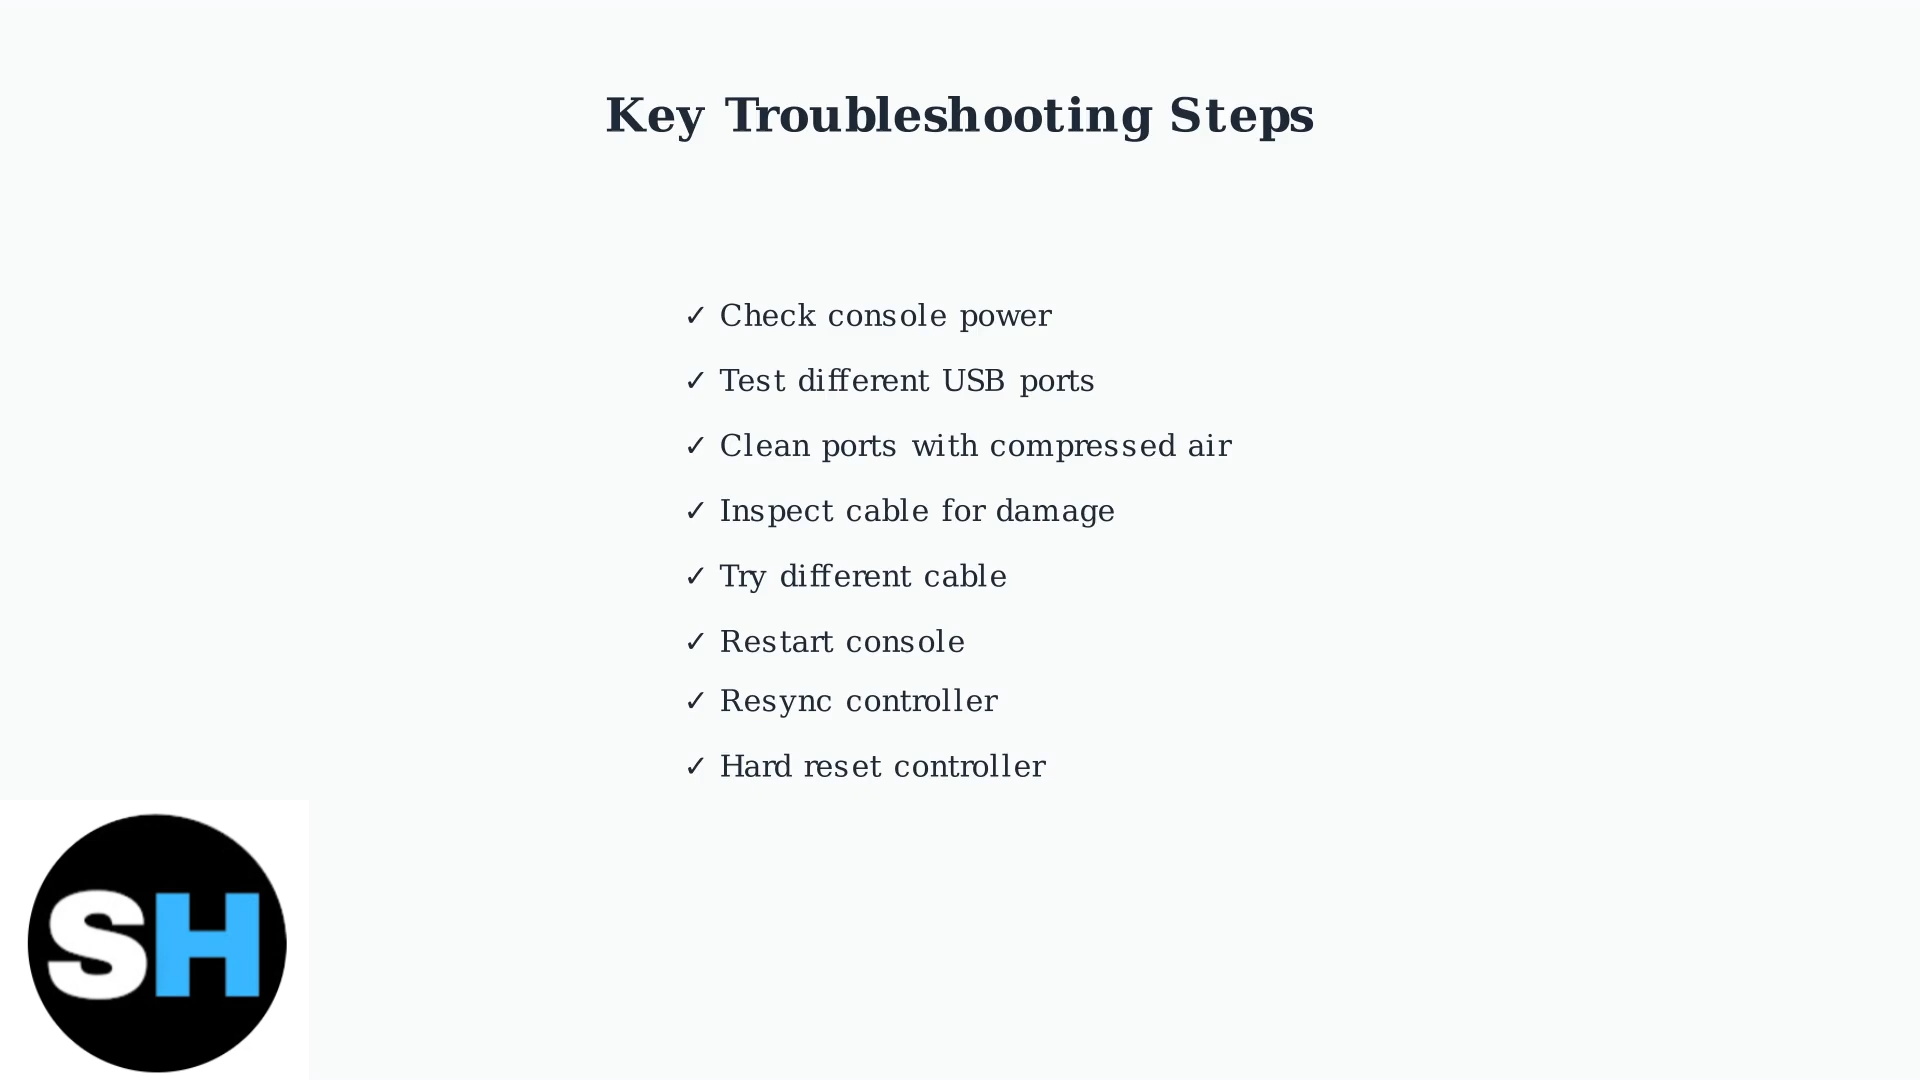 Key Troubleshooting Steps
✓ Check console power
✓ Test different USB ports
✓ Clean ports with compressed air
✓ Inspect cable for damage
✓ Try different cable
✓ Restart console
✓ Resync controller
✓ Hard reset controller
SH